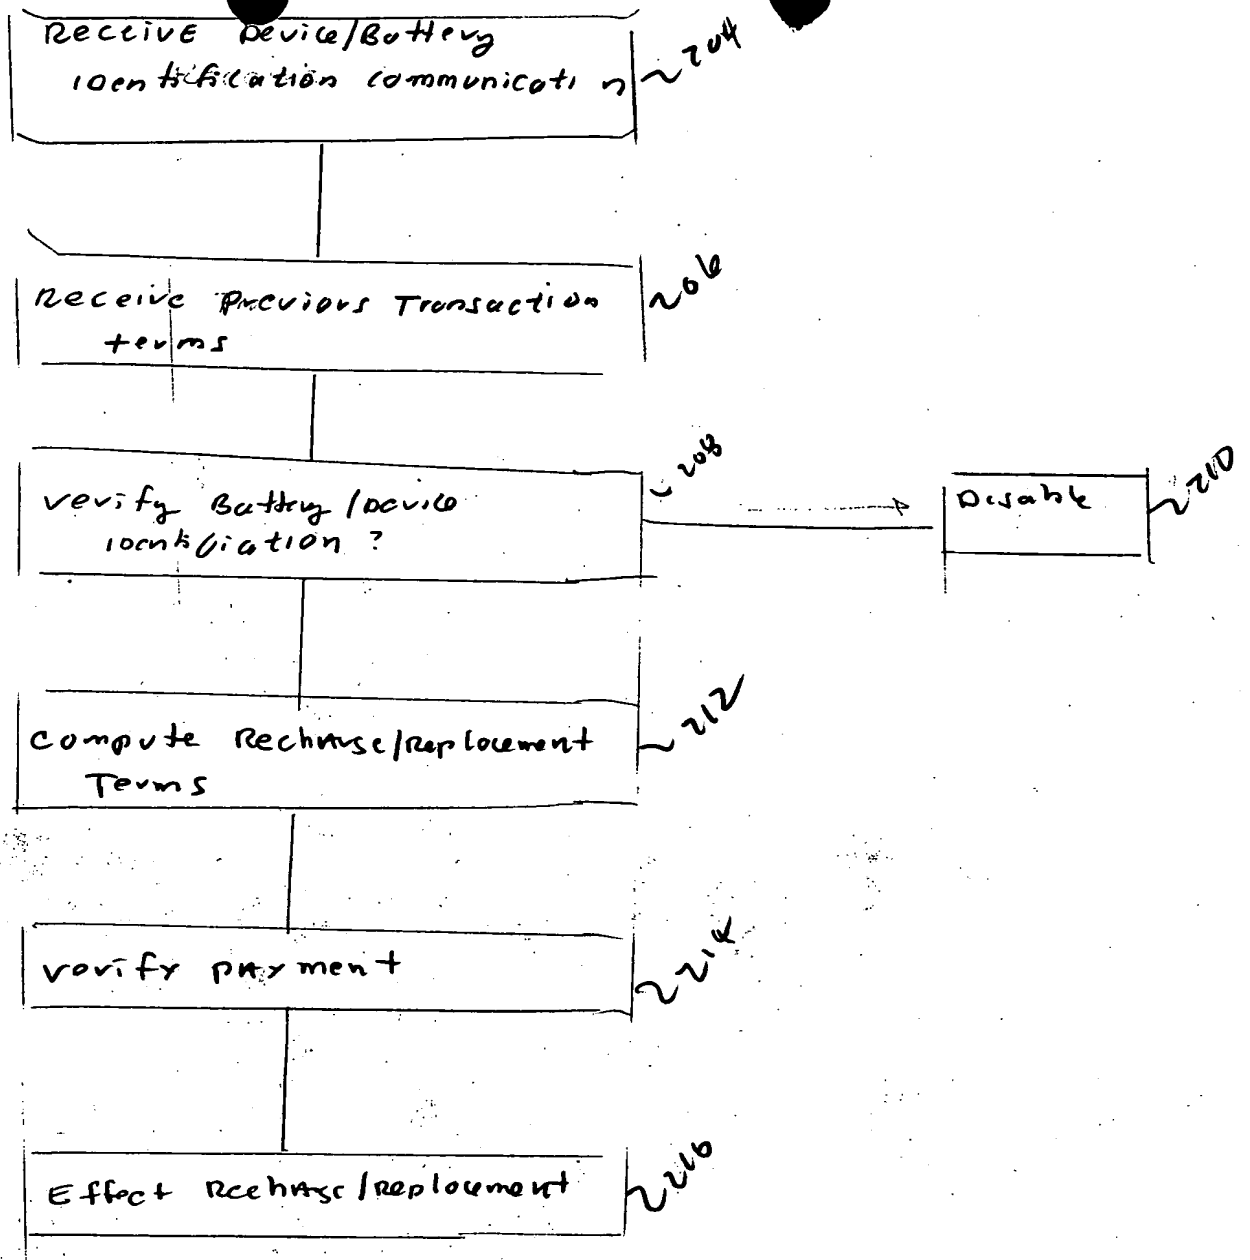 Receive Device/Battery
Identification communication
204
Receive Previous Transaction
terms
206
verify Battery/Device
Identification ?
208
Disable
210
compute Recharge/Replacement
Terms
212
verify payment
214
Effect Recharge/Replacement
216